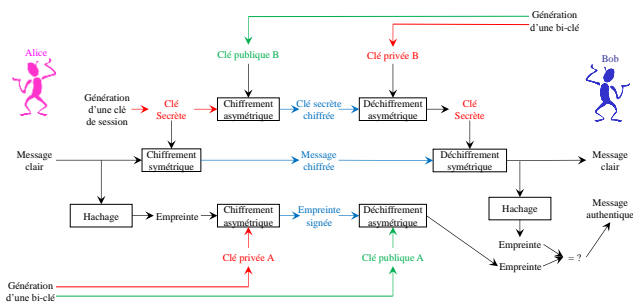 Génération
d'une bi-clé
Alice
Clé publique B
Clé privée B
Bob
Génération
d'une clé
de session
Clé
Secrète
Chiffrement
asymétrique
Clé secrète
chiffrée
Déchiffrement
asymétrique
Clé
Secrète
Message
clair
Chiffrement
symétrique
Message
chiffrée
Déchiffrement
symétrique
Message
clair
Hachage
Empreinte
Chiffrement
asymétrique
Empreinte
signée
Déchiffrement
asymétrique
Hachage
Message
authentique
Empreinte
Empreinte
= ?
Clé privée A
Clé publique A
Génération
d'une bi-clé